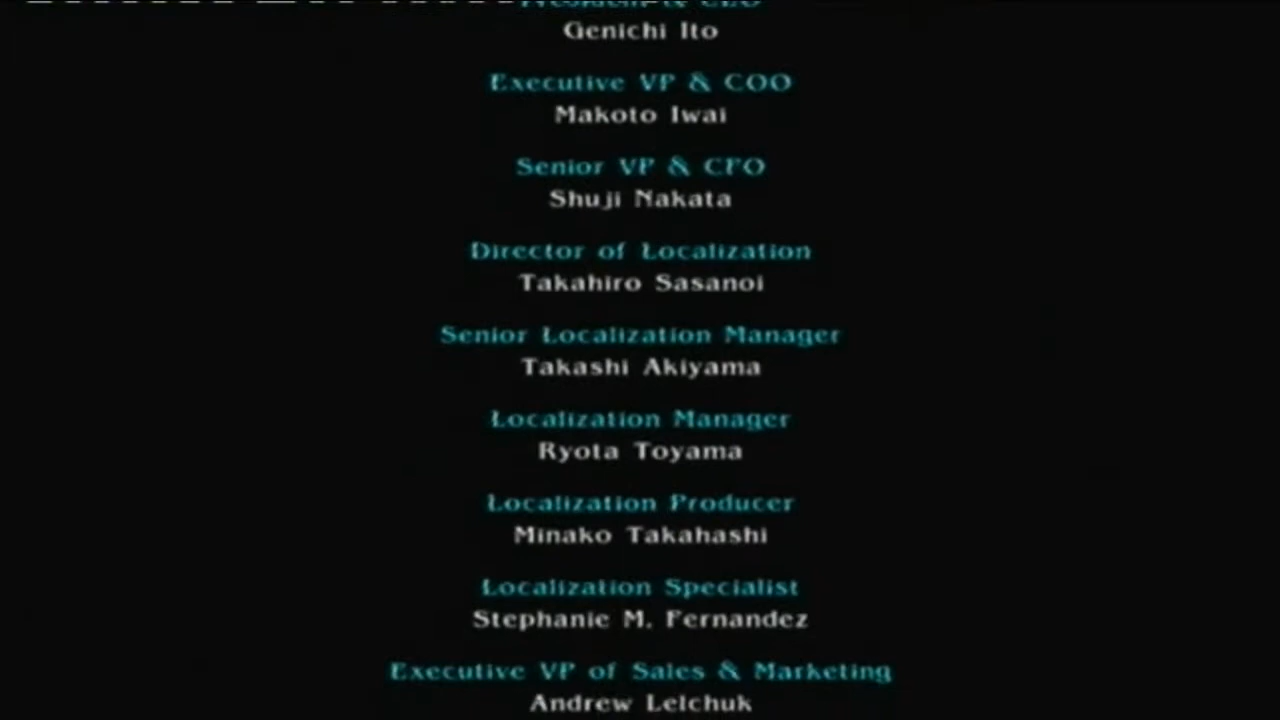 President & CEO
Genichi Ito
Executive VP & COO
Makoto Iwai
Senior VP & CFO
Shuji Nakata
Director of Localization
Takahiro Sasanoi
Senior Localization Manager
Takashi Akiyama
Localization Manager
Ryota Toyama
Localization Producer
Minako Takahashi
Localization Specialist
Stephanie M. Fernandez
Executive VP of Sales & Marketing
Andrew Lelchuk